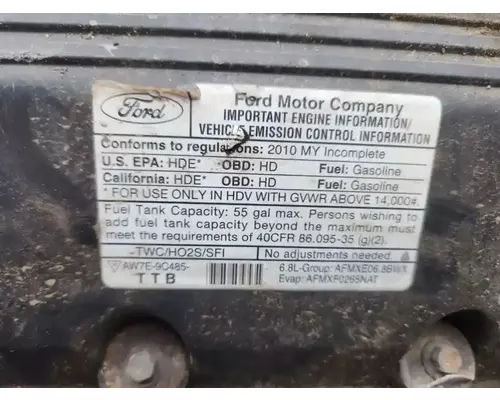 Ford
Ford Motor Company
IMPORTANT ENGINE INFORMATION/
VEHICLE EMISSION CONTROL INFORMATION
Conforms to regulations: 2010 MY Incomplete
U.S. EPA: HDE* OBD: HD Fuel: Gasoline
California: HDE* OBD: HD Fuel: Gasoline
*FOR USE ONLY IN HDV WITH GVWR ABOVE 14,000#
Fuel Tank Capacity: 55 gal max. Persons wishing to
add fuel tank capacity beyond the maximum must
meet the requirements of 40CFR 86.095-35 (g)(2).
TWC/HO2S/SFI No adjustments needed.
AW7E-9C485- 6.8L-Group: AFMXE06.8BWX
TTB Evap: AFMXF0265NAT